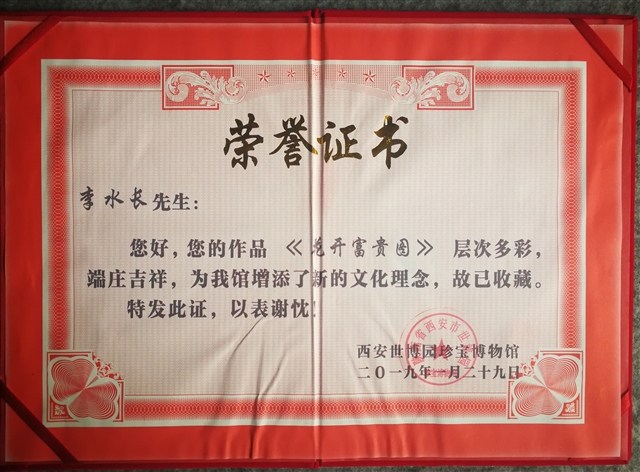 荣誉证书
李水长先生：
您好，您的作品《花开富贵图》层次多彩，
端庄吉祥，为我馆增添了新的文化理念，故已收藏。
特发此证，以表谢忱！
西安世博园珍宝博物馆
二〇一九年一月二十九日